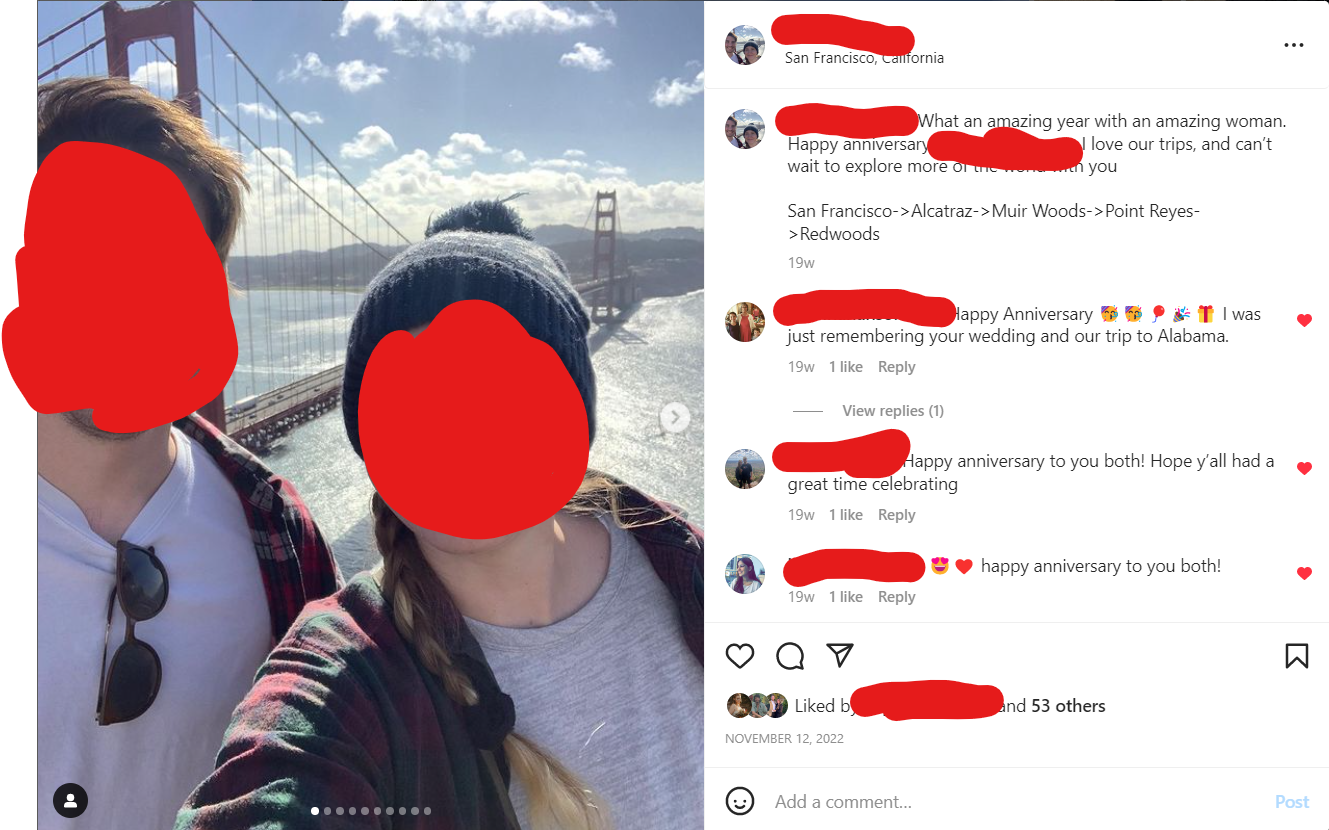 San Francisco, California
What an amazing year with an amazing woman.
Happy anniversary I love our trips, and can't
wait to explore more of the world with you
San Francisco->Alcatraz->Muir Woods->Point Reyes-
>Redwoods
19w
Happy Anniversary 🥳 🥳 🎈 🎉 🎁 I was
just remembering your wedding and our trip to Alabama.
19w 1 like Reply
View replies (1)
Happy anniversary to you both! Hope y'all had a
great time celebrating
19w 1 like Reply
😍 ❤️ happy anniversary to you both!
19w 1 like Reply
Liked by and 53 others
NOVEMBER 12, 2022
Add a comment...
Post